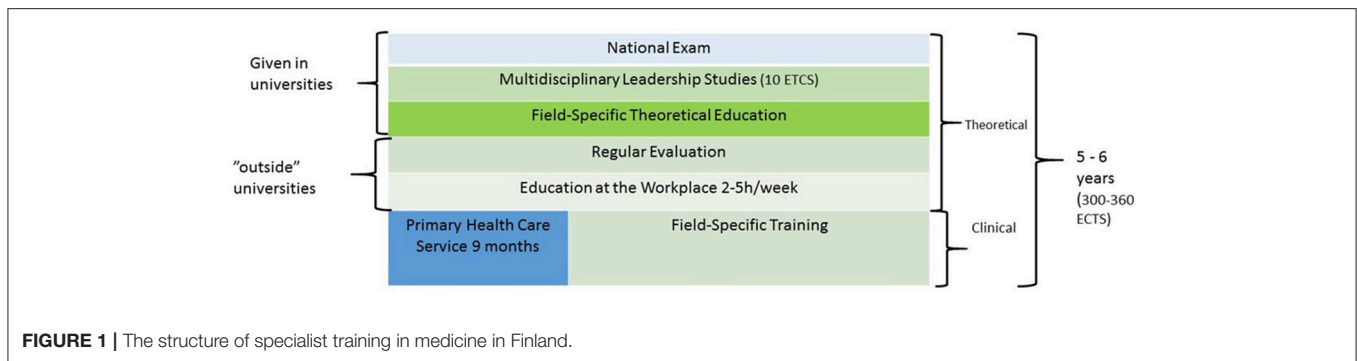 Given in
universities
"outside"
universities
National Exam
Multidisciplinary Leadership Studies (10 ETCS)
Field-Specific Theoretical Education
Regular Evaluation
Education at the Workplace 2-5h/week
Primary Health Care
Service 9 months
Field-Specific Training
Theoretical
Clinical
5 - 6
years
(300-360
ECTS)
FIGURE 1 | The structure of specialist training in medicine in Finland.